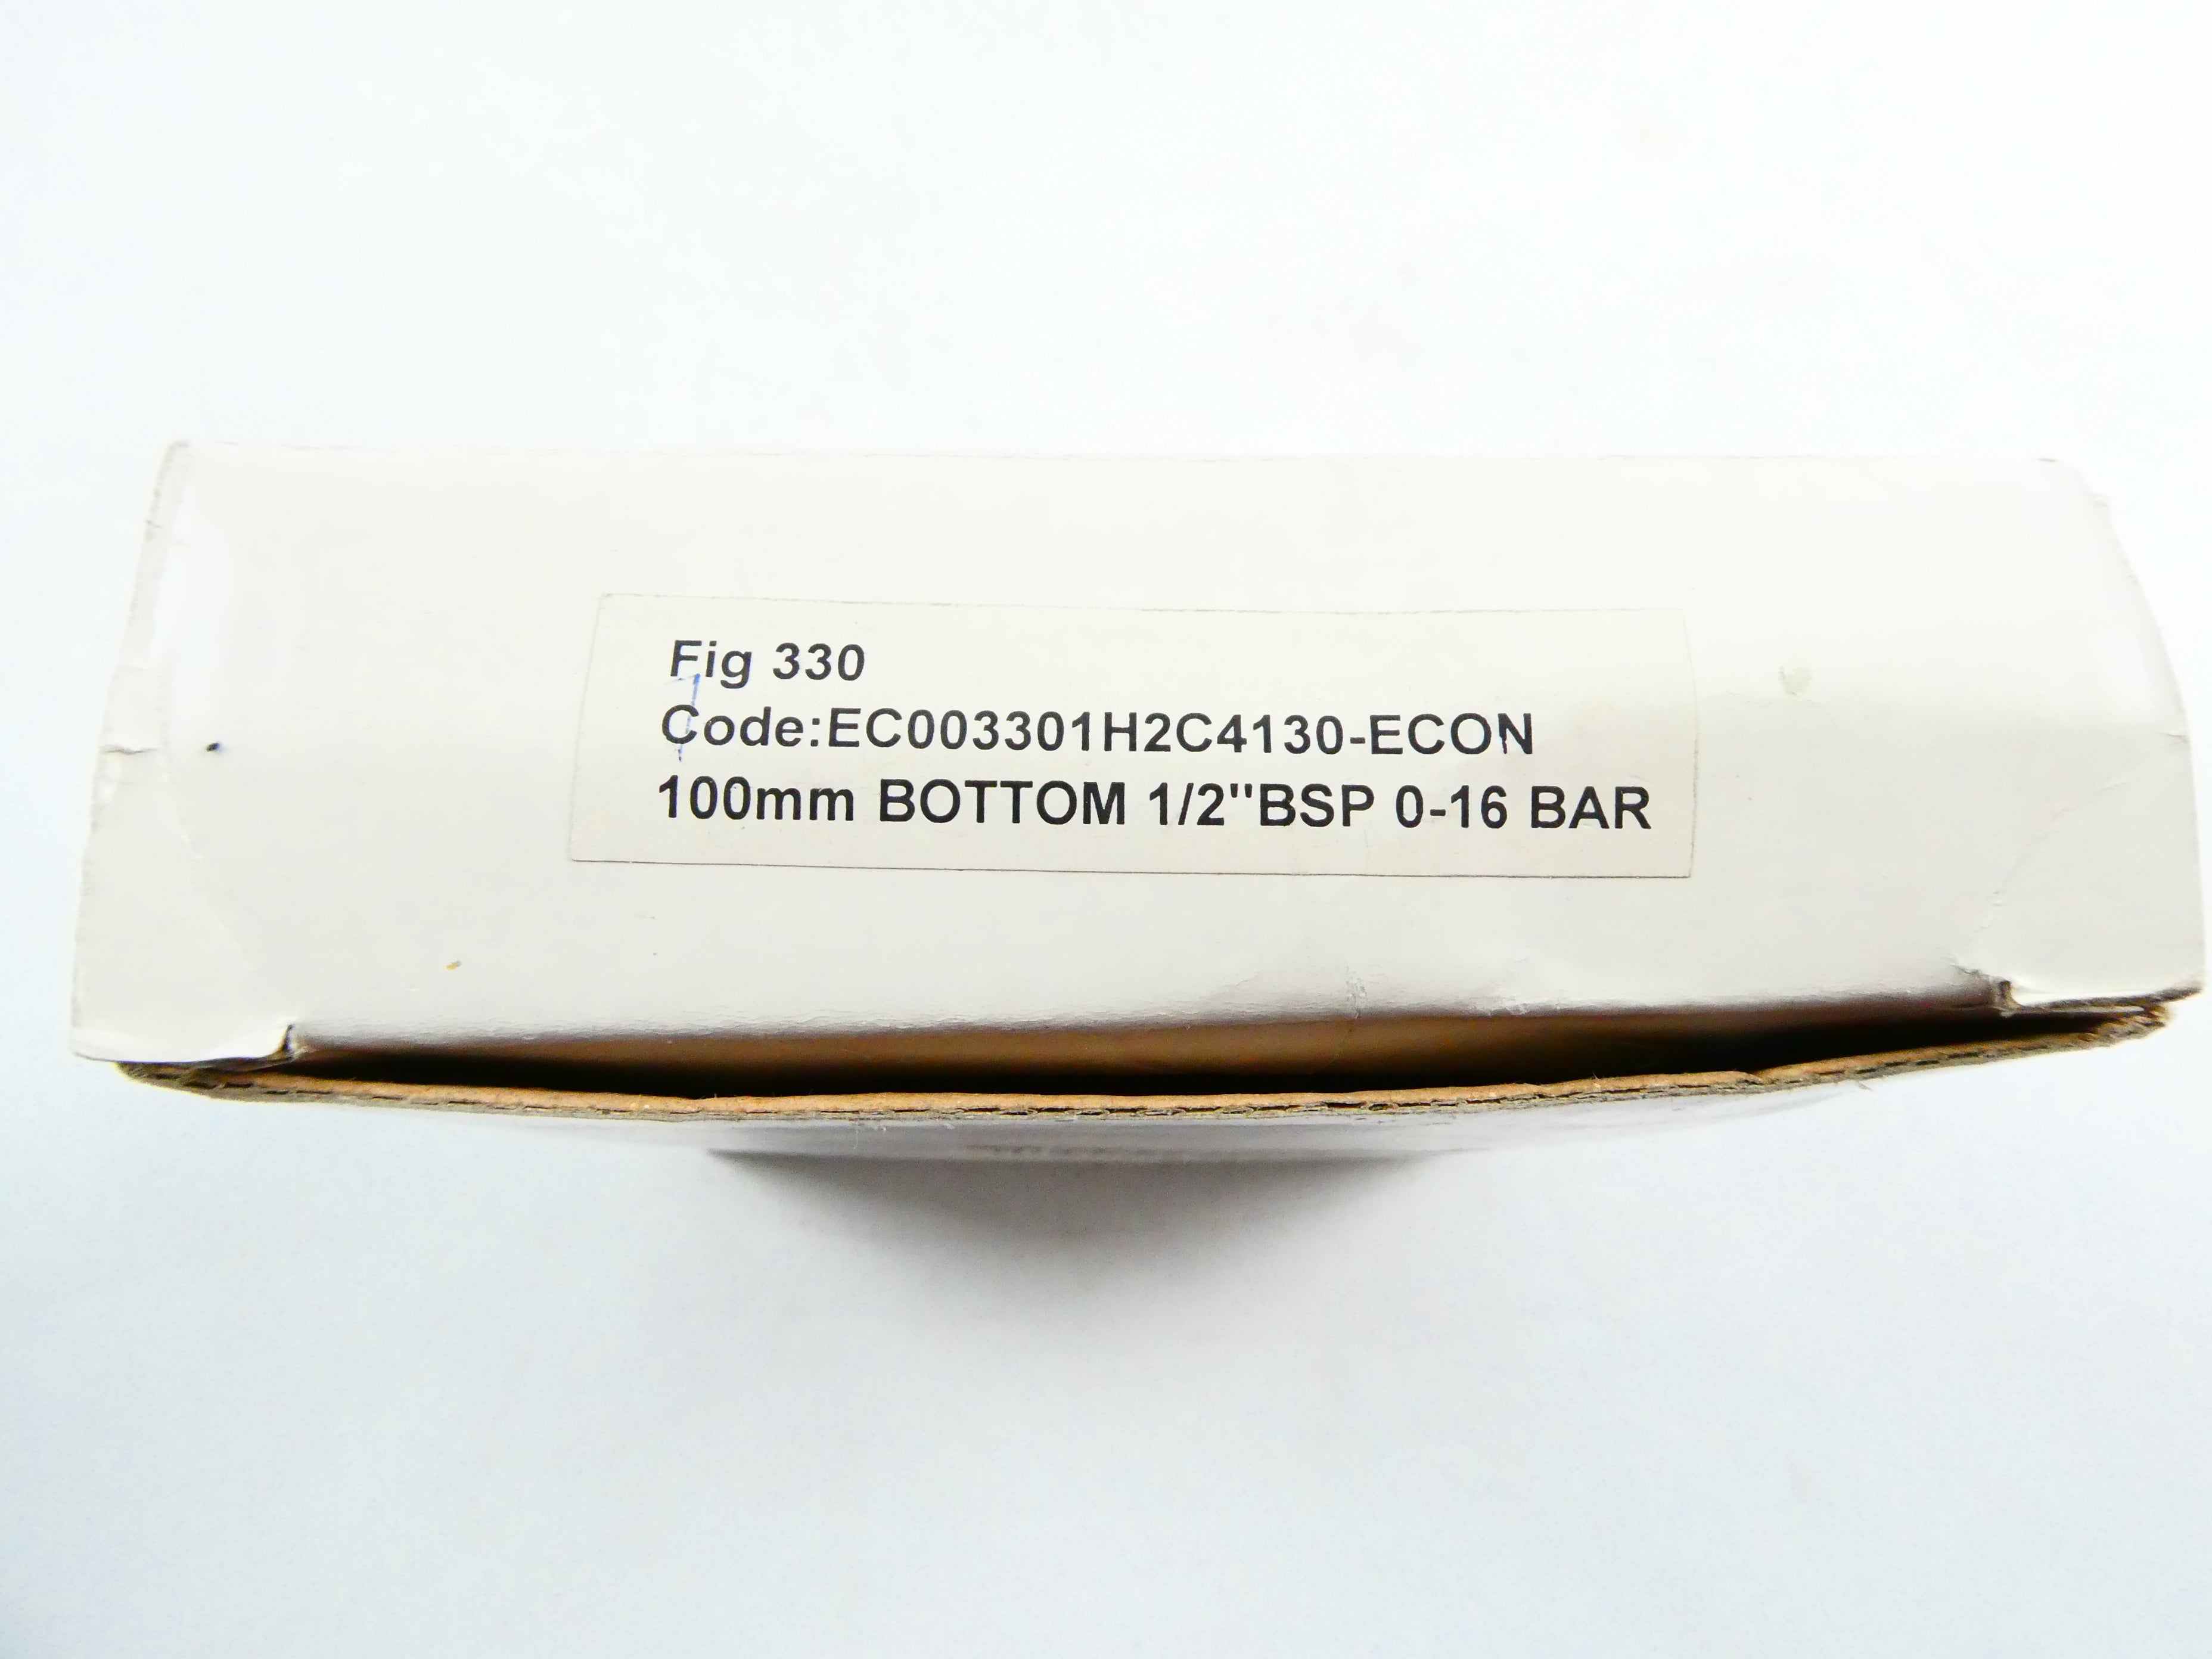 Fig 330
Code:EC003301H2C4130-ECON
100mm BOTTOM 1/2"BSP 0-16 BAR